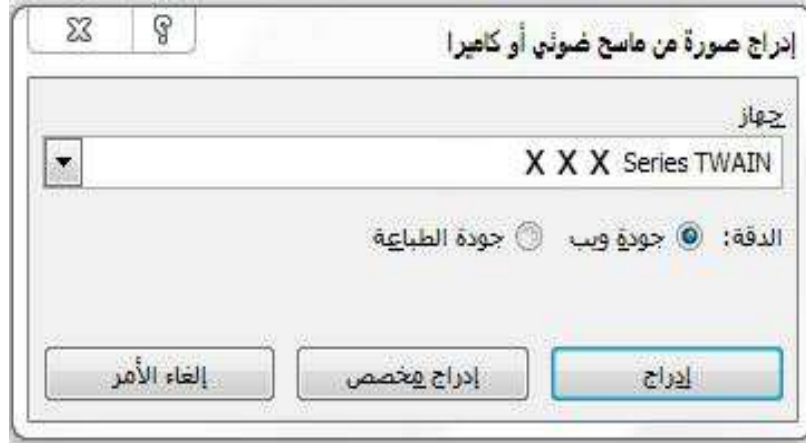 إدراج صورة من ماسح ضوئي أو كاميرا
جهاز
X X X Series TWAIN
الدقة: جودة ويب جودة الطباعة
إدراج إدراج مخصص إلغاء الأمر